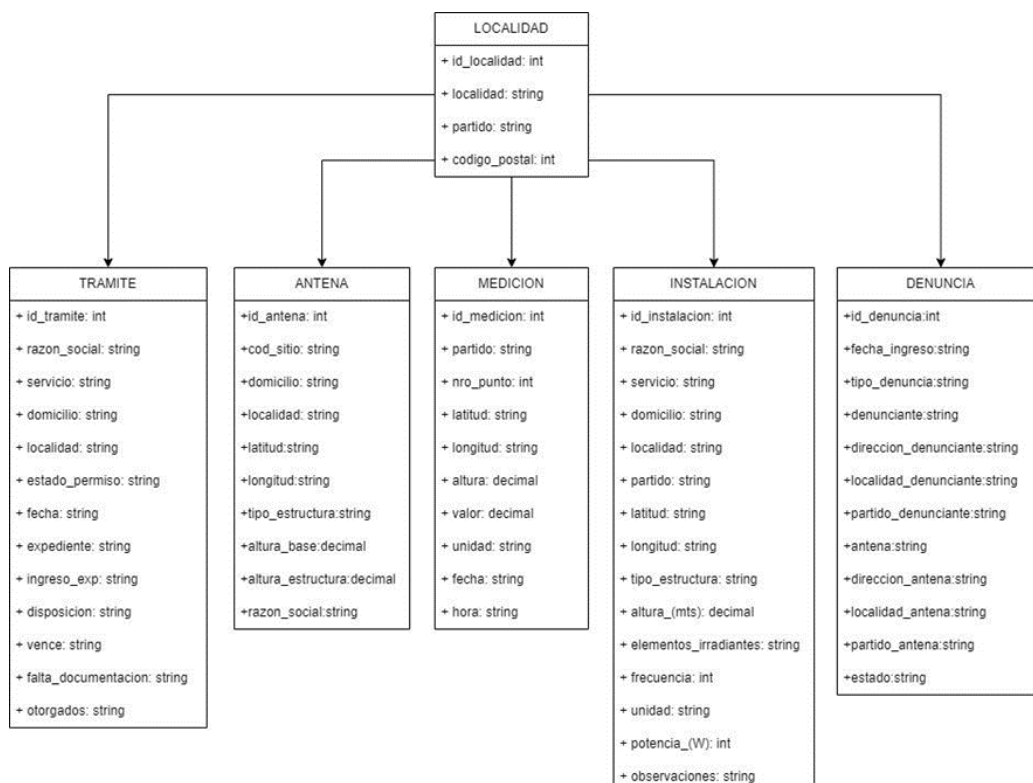 LOCALIDAD
+ id_localidad: int
+ localidad: string
+ partido: string
+ codigo_postal: int
TRAMITE
+ id_tramite: int
+ razon_social: string
+ servicio: string
+ domicilio: string
+ localidad: string
+ estado_permiso: string
+ fecha: string
+ expediente: string
+ ingreso_exp: string
+ disposicion: string
+ vence: string
+ falta_documentacion: string
+ otorgados: string
ANTENA
+id_antena: int
+cod_sitio: string
+domicilio: string
+localidad: string
+latitud:string
+longitud:string
+tipo_estructura:string
+altura_base:decimal
+altura_estructura:decimal
+razon_social:string
MEDICION
+ id_medicion: int
+ partido: string
+ nro_punto: int
+ latitud: string
+ longitud: string
+ altura: decimal
+ valor: decimal
+ unidad: string
+ fecha: string
+ hora: string
INSTALACION
+ id_instalacion: int
+ razon_social: string
+ servicio: string
+ domicilio: string
+ localidad: string
+ partido: string
+ latitud: string
+ longitud: string
+ tipo_estructura: string
+ altura_(mts): decimal
+ elementos_irradiantes: string
+ frecuencia: int
+ unidad: string
+ potencia_(W): int
+ observaciones: string
DENUNCIA
+id_denuncia:int
+fecha_ingreso:string
+tipo_denuncia:string
+denunciante:string
+direccion_denunciante:string
+localidad_denunciante:string
+partido_denunciante:string
+antena:string
+direccion_antena:string
+localidad_antena:string
+partido_antena:string
+estado:string